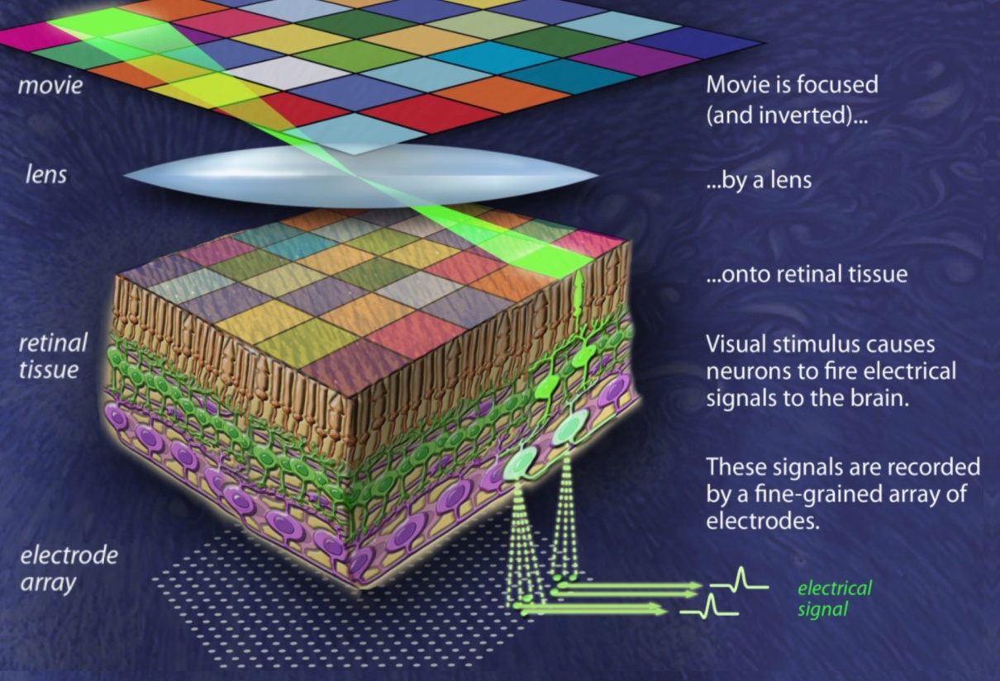 movie
Movie is focused
(and inverted)...
lens
...by a lens
...onto retinal tissue
retinal
tissue
Visual stimulus causes
neurons to fire electrical
signals to the brain.
These signals are recorded
by a fine-grained array of
electrodes.
electrode
array
electrical
signal